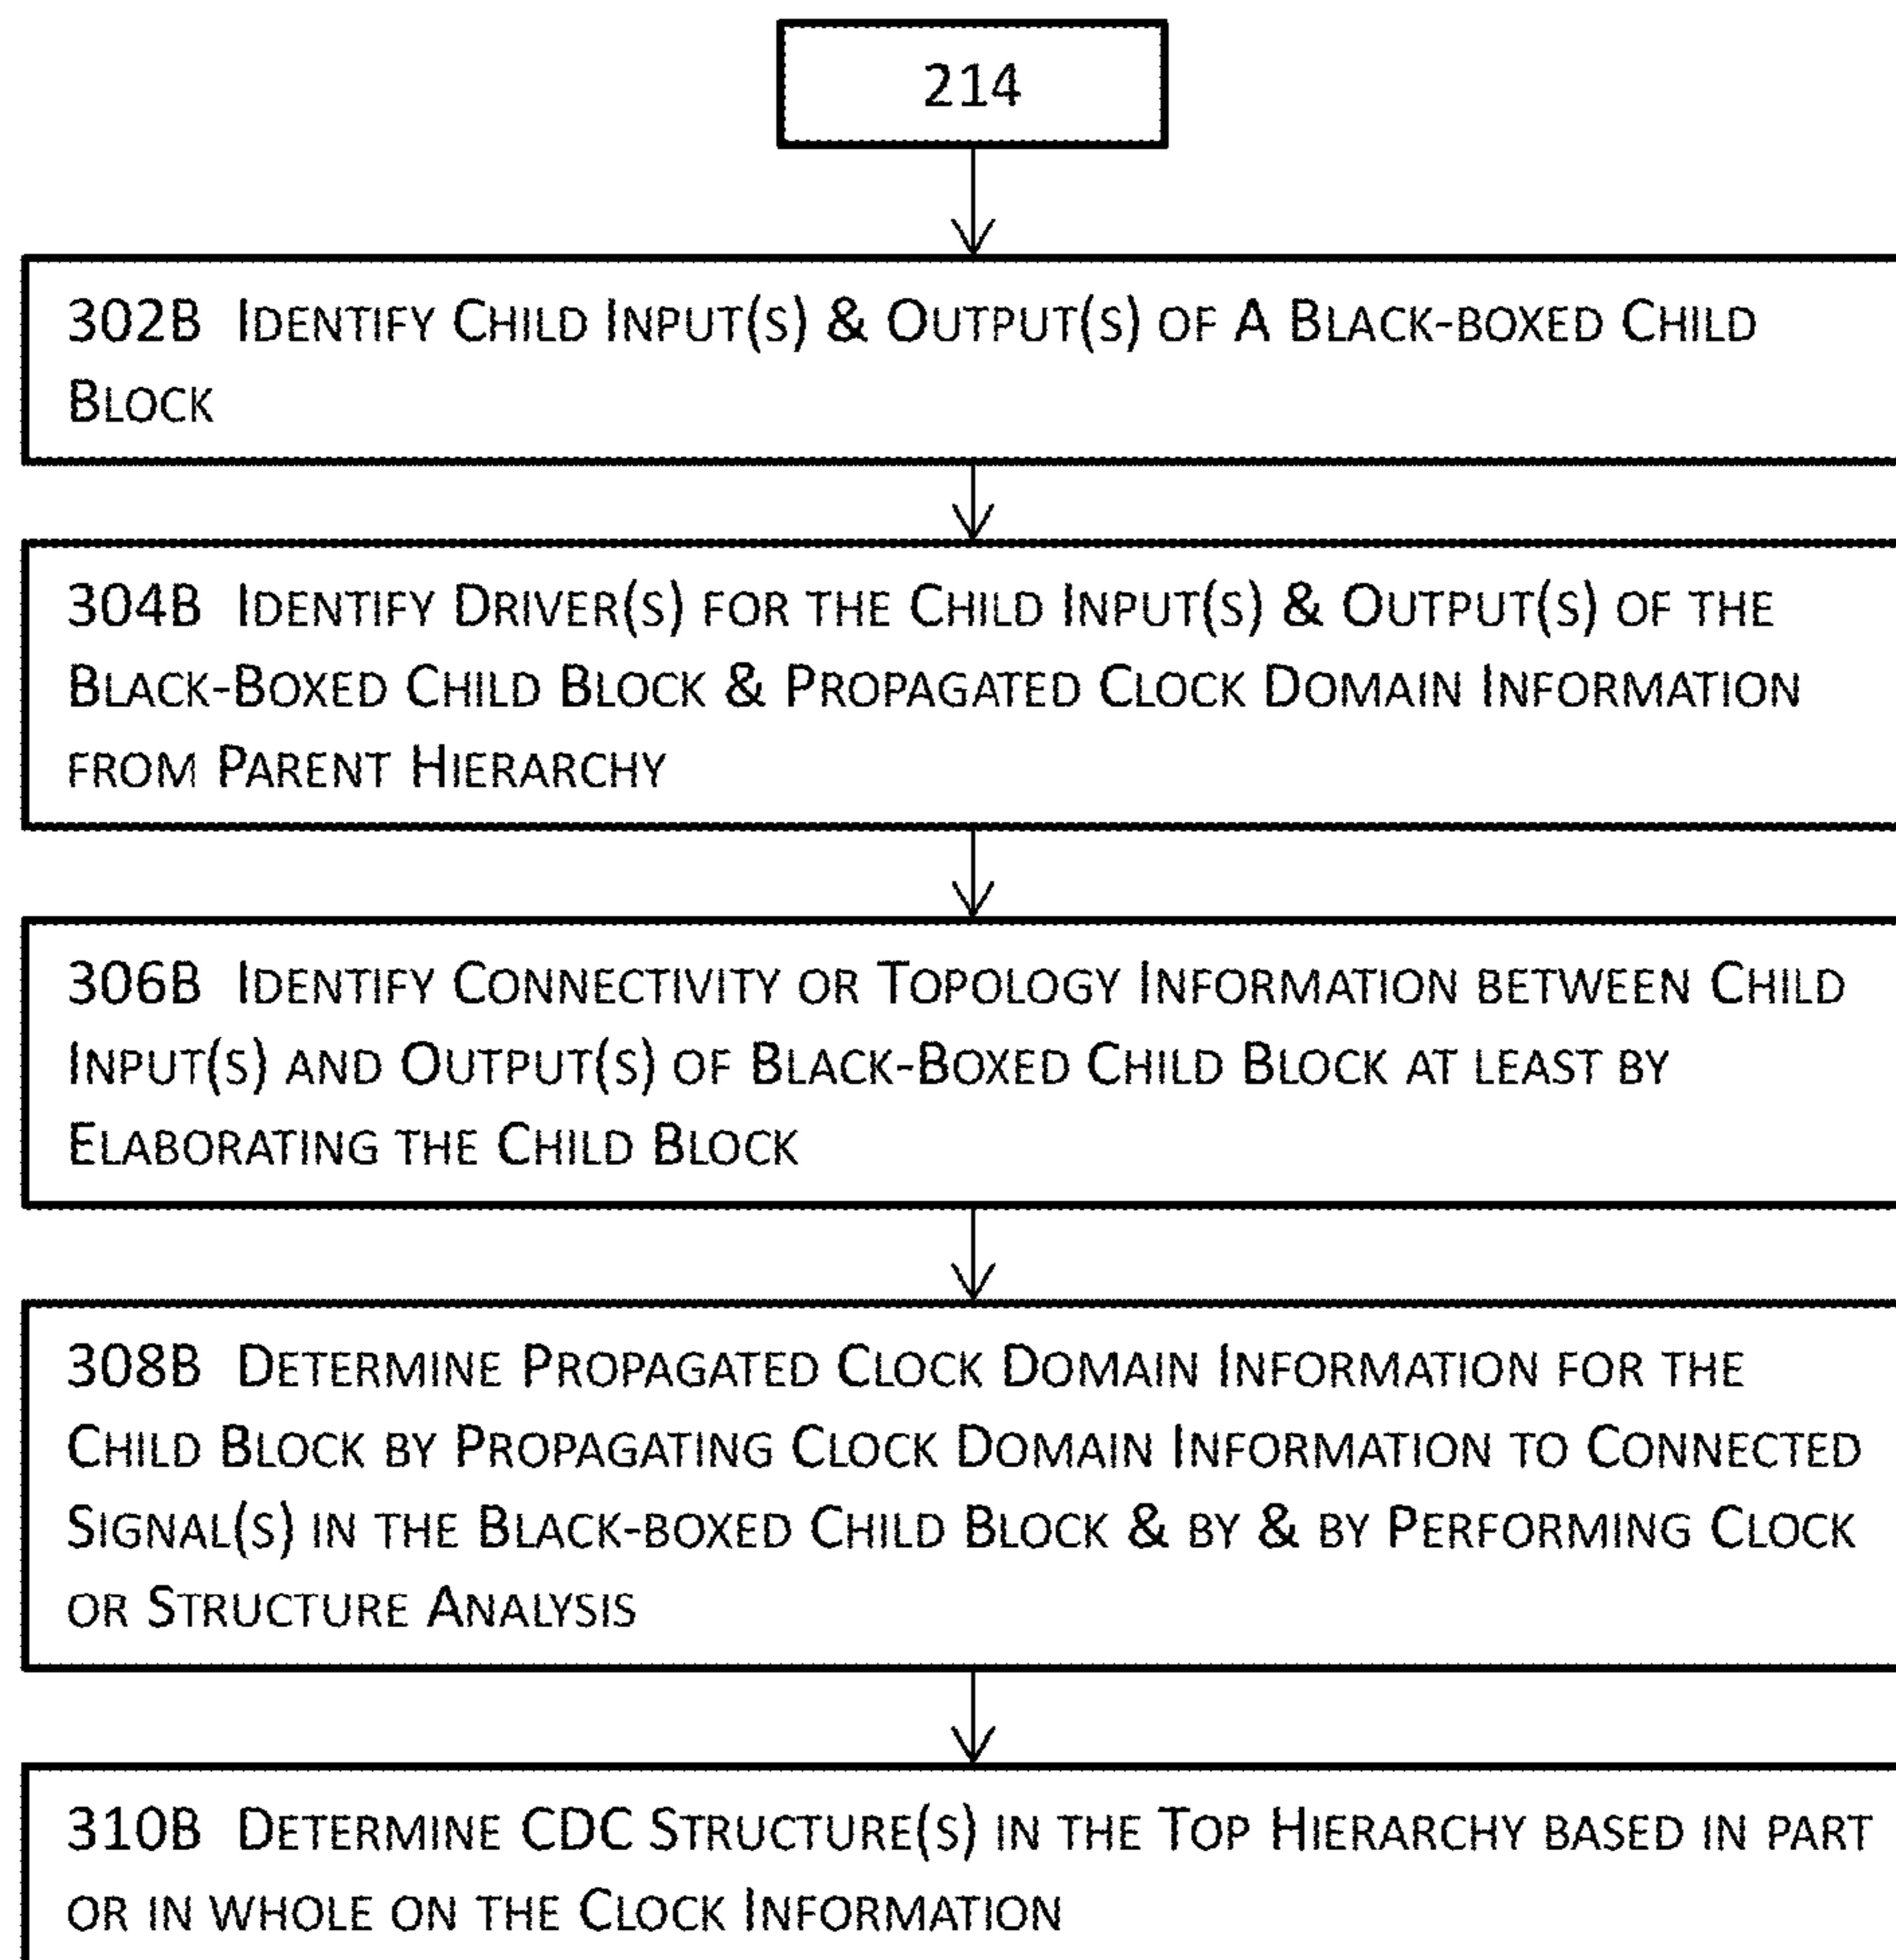 214
302B Identify Child Input(s) & Output(s) of A Black-boxed Child
Block
304B Identify Driver(s) for the Child Input(s) & Output(s) of the
Black-Boxed Child Block & Propagated Clock Domain Information
from Parent Hierarchy
306B Identify Connectivity or Topology Information between Child
Input(s) and Output(s) of Black-Boxed Child Block at least by
Elaborating the Child Block
308B Determine Propagated Clock Domain Information for the
Child Block by Propagating Clock Domain Information to Connected
Signal(s) in the Black-boxed Child Block & by & by Performing Clock
or Structure Analysis
310B Determine CDC Structure(s) in the Top Hierarchy based in part
or in whole on the Clock Information